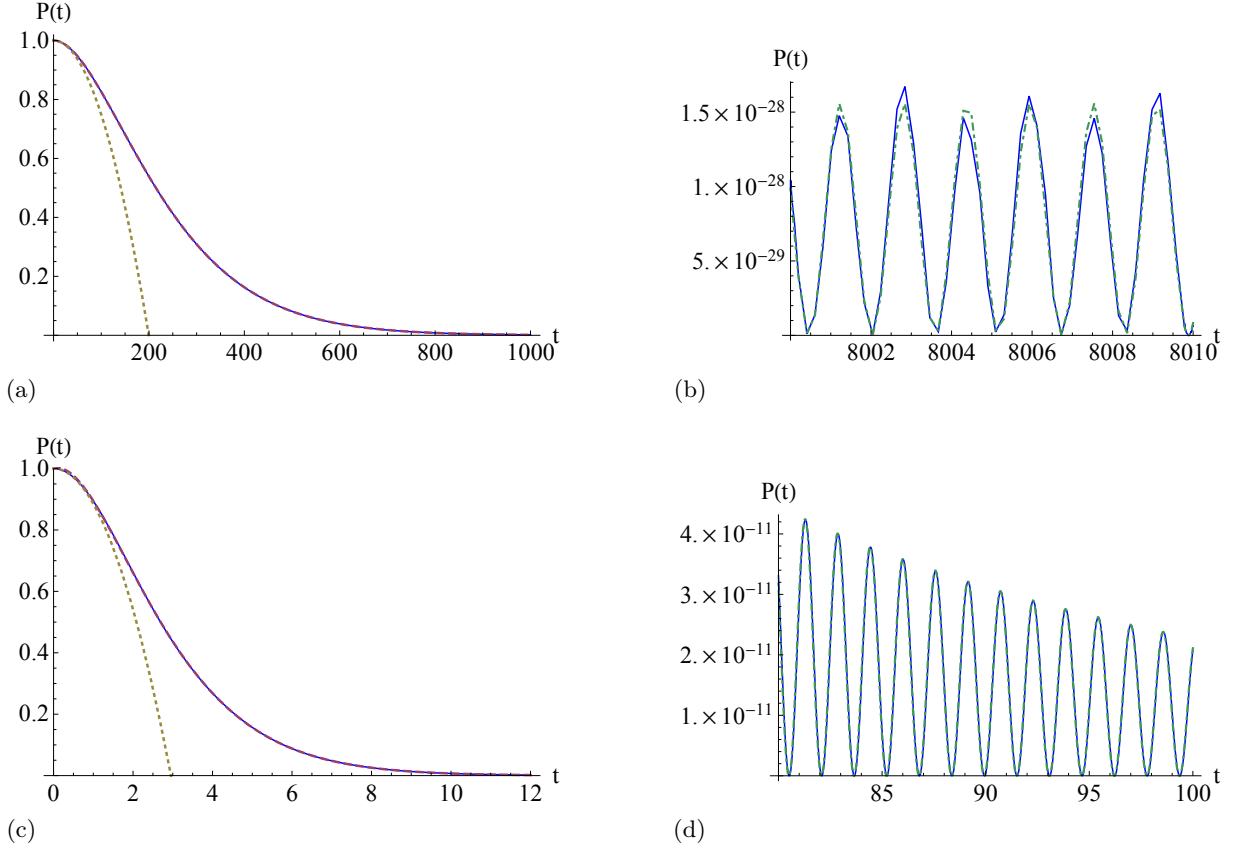 P(t)
1.0
0.8
0.6
0.4
0.2
200 400 600 800 1000 t
(a)
P(t)
1.5 × 10^-28
1. × 10^-28
5. × 10^-29
8002 8004 8006 8008 8010 t
(b)
P(t)
1.0
0.8
0.6
0.4
0.2
0 2 4 6 8 10 12 t
(c)
P(t)
4. × 10^-11
3. × 10^-11
2. × 10^-11
1. × 10^-11
85 90 95 100 t
(d)